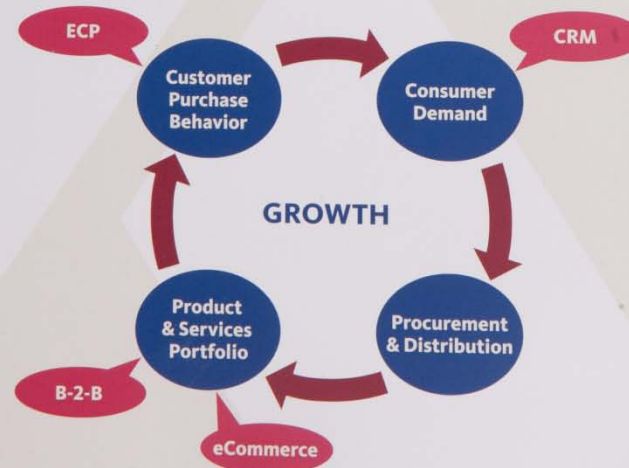 ECP
CRM
Customer
Purchase
Behavior
Consumer
Demand
GROWTH
Product
& Services
Portfolio
Procurement
& Distribution
B-2-B
eCommerce